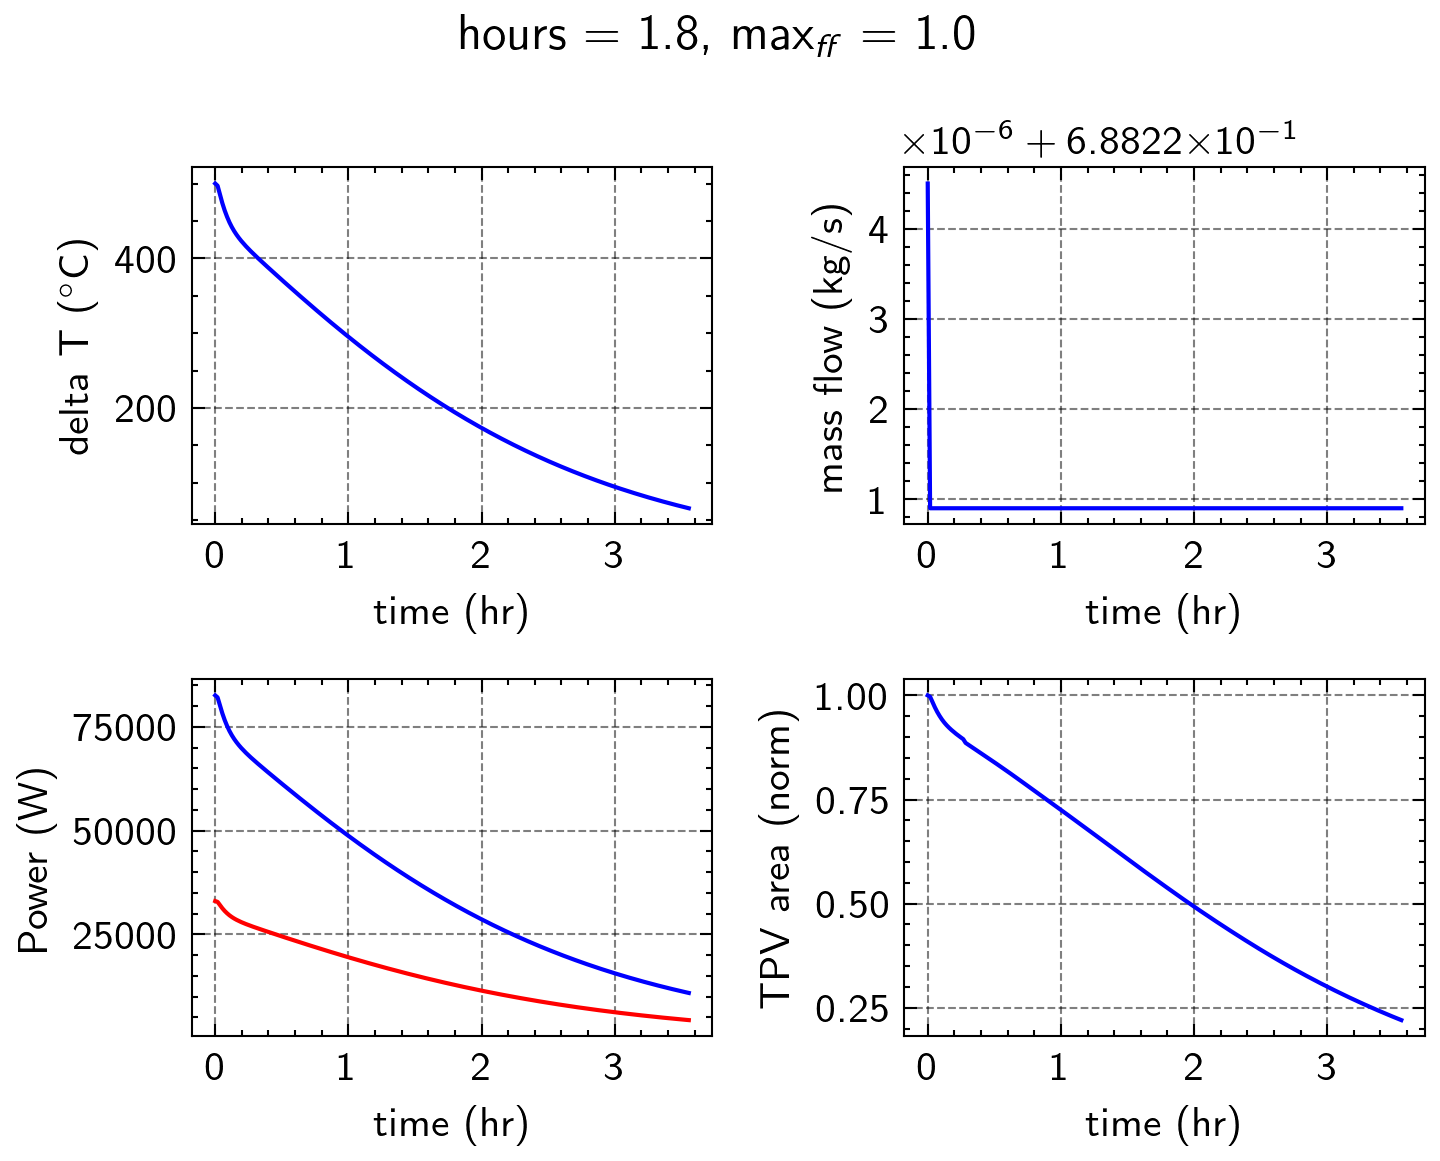 hours = 1.8, max_ff = 1.0
delta T (°C)
400
200
0 1 2 3
time (hr)
×10⁻⁶ + 6.8822×10⁻¹
mass flow (kg/s)
4
3
2
1
0 1 2 3
time (hr)
Power (W)
75000
50000
25000
0 1 2 3
time (hr)
TPV area (norm)
1.00
0.75
0.50
0.25
0 1 2 3
time (hr)